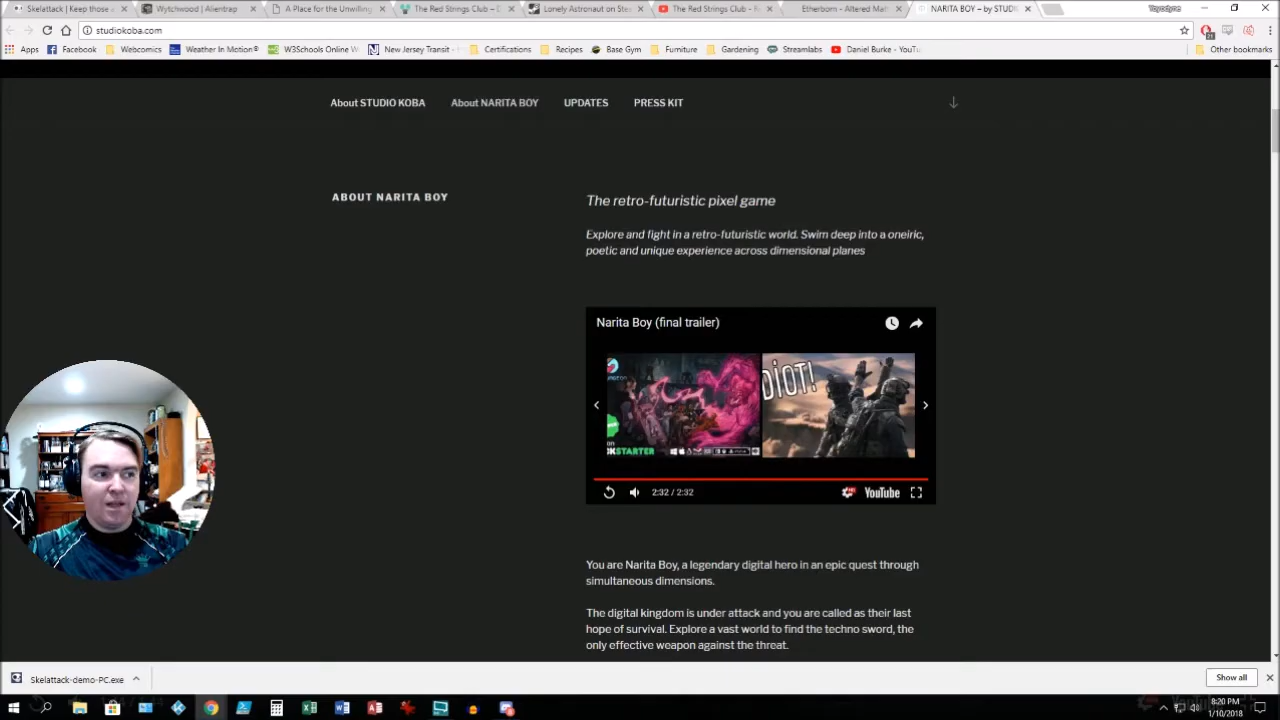 Skelattack | Keep those a
Wytchwood | Alientrap
A Place for the Unwilling
The Red Strings Club – D
Lonely Astronaut on Ste
The Red Strings Club - R
Etherborn - Altered Mat
NARITA BOY – by STUDI
studiokoba.com
Apps
Facebook
Webcomics
Weather In Motion®
W3Schools Online W
New Jersey Transit -
Certifications
Recipes
Base Gym
Furniture
Gardening
Streamlabs
Daniel Burke - YouTu
Other bookmarks
About STUDIO KOBA
About NARITA BOY
UPDATES
PRESS KIT
ABOUT NARITA BOY
The retro-futuristic pixel game
Explore and fight in a retro-futuristic world. Swim deep into a oneiric,
poetic and unique experience across dimensional planes
Narita Boy (final trailer)
DIOT!
CKSTARTER
2:32 / 2:32
YouTube
You are Narita Boy, a legendary digital hero in an epic quest through
simultaneous dimensions.
The digital kingdom is under attack and you are called as their last
hope of survival. Explore a vast world to find the techno sword, the
only effective weapon against the threat.
Skelattack-demo-PC.exe
Show all
8:20 PM
1/10/2018